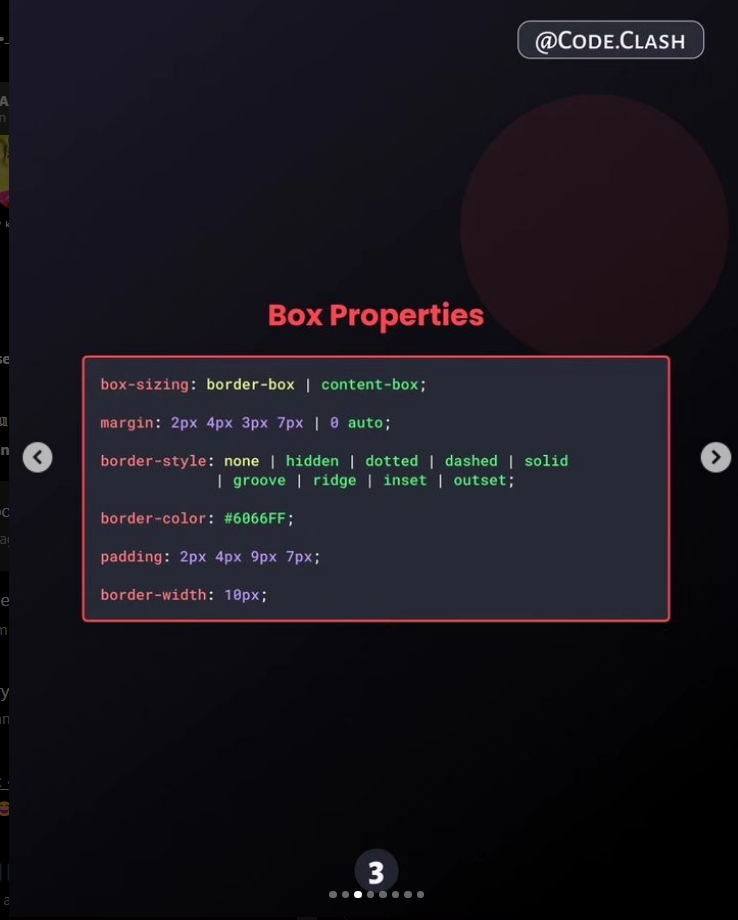 @CODE.CLASH
Box Properties
box-sizing: border-box | content-box;
margin: 2px 4px 3px 7px | 0 auto;
border-style: none | hidden | dotted | dashed | solid
| groove | ridge | inset | outset;
border-color: #6066FF;
padding: 2px 4px 9px 7px;
border-width: 10px;
3